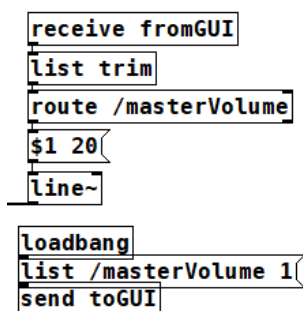 receive fromGUI
list trim
route /masterVolume
$1 20
line~
loadbang
list /masterVolume 1
send toGUI